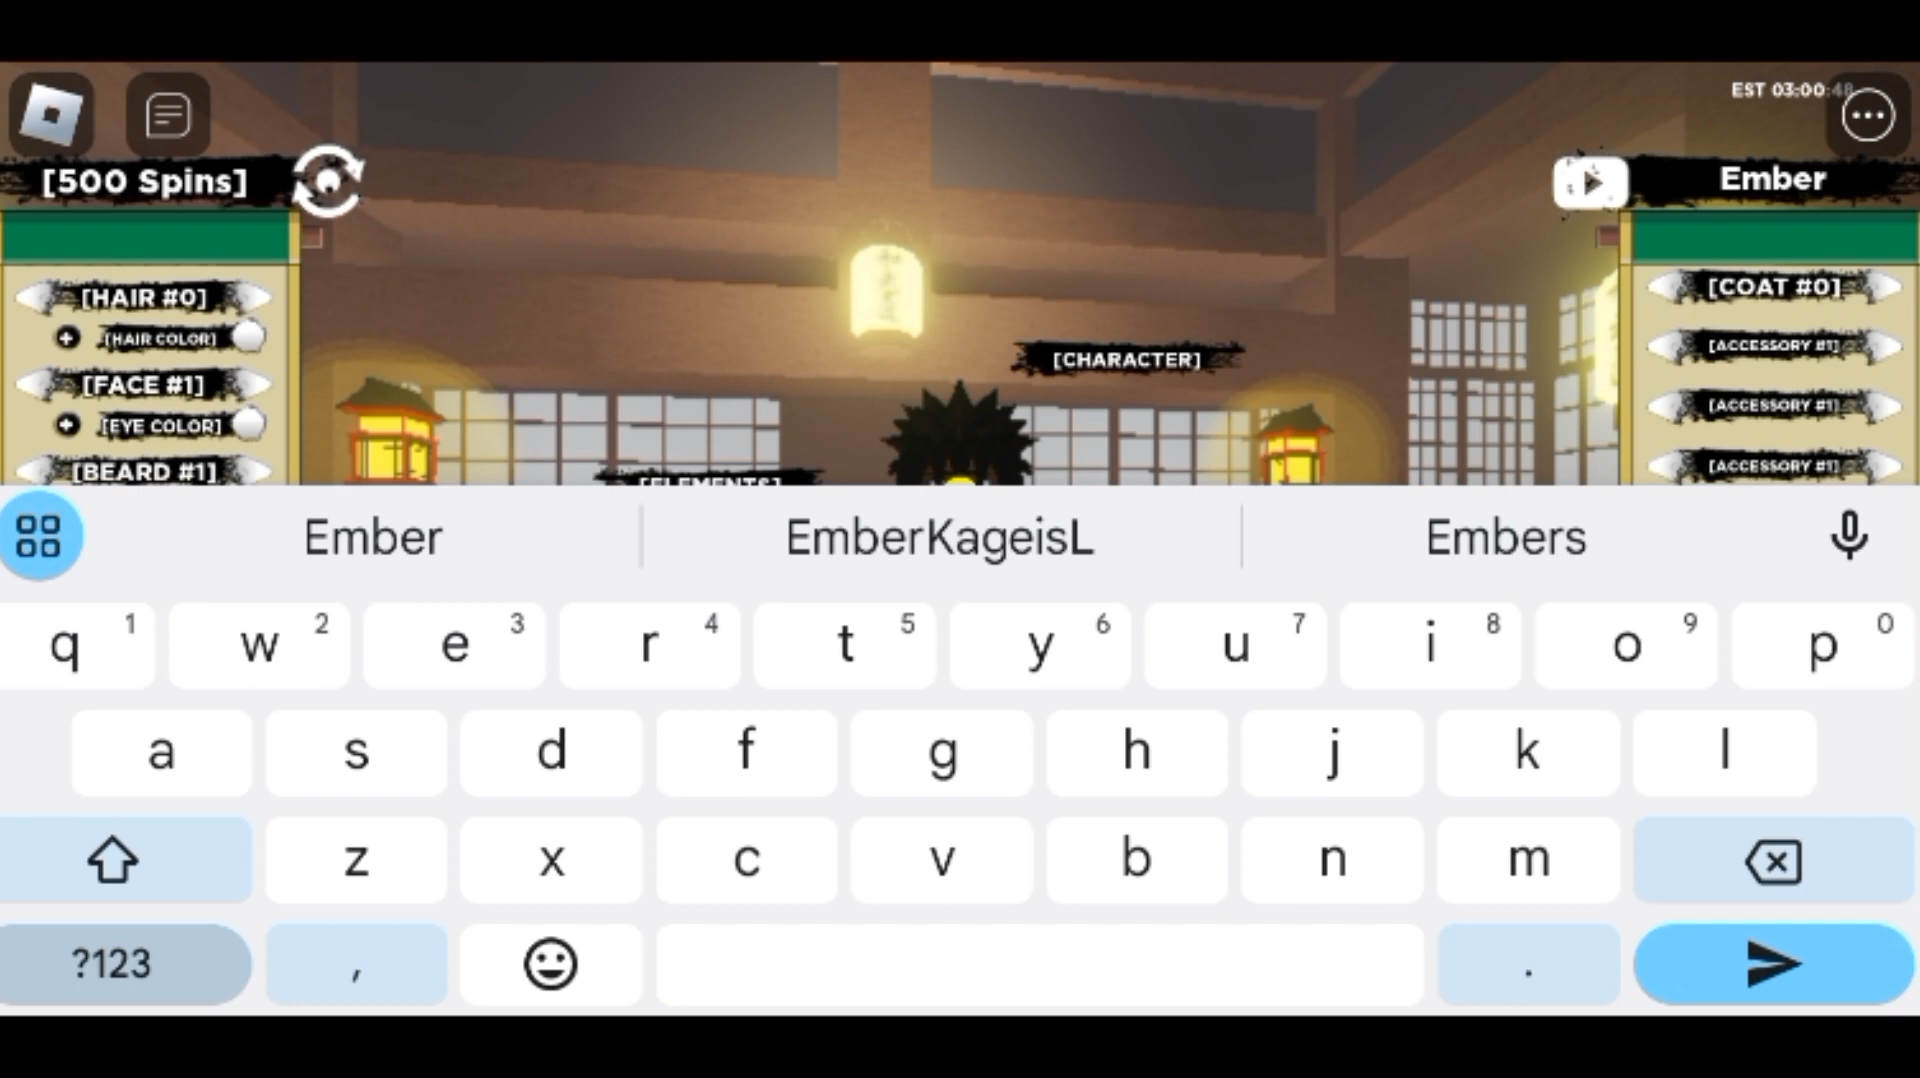 EST 03:00:48
[500 Spins]
Ember
[HAIR #0]
[HAIR COLOR]
[FACE #1]
[EYE COLOR]
[BEARD #1]
[COAT #0]
[ACCESSORY #1]
[ACCESSORY #1]
[ACCESSORY #1]
[CHARACTER]
[ELEMENTS]
Ember EmberKageisL Embers
q 1 w 2 e 3 r 4 t 5 y 6 u 7 i 8 o 9 p 0
a s d f g h j k l
z x c v b n m
?123 , .